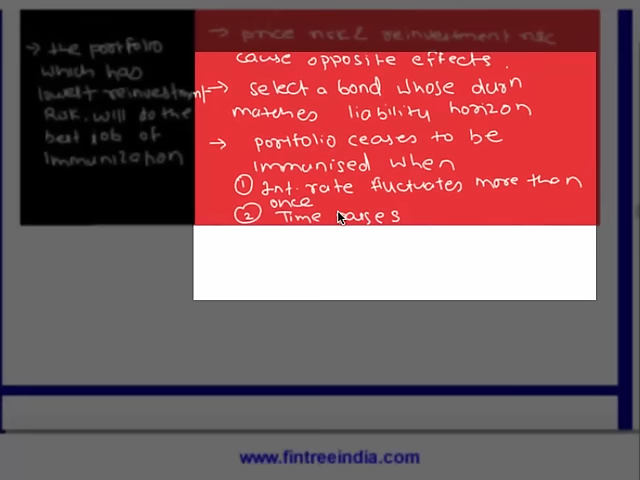 → the portfolio
which has
lowest reinvestmnt
Risk. will do the
best job of
Immunization
→ price risk & reinvestment risk
cause opposite effects.
→ select a bond whose durn
matches liability horizon
→ portfolio ceases to be
immunised when
① Int. rate fluctuates more than
once
② Time passes
www.fintreeindia.com